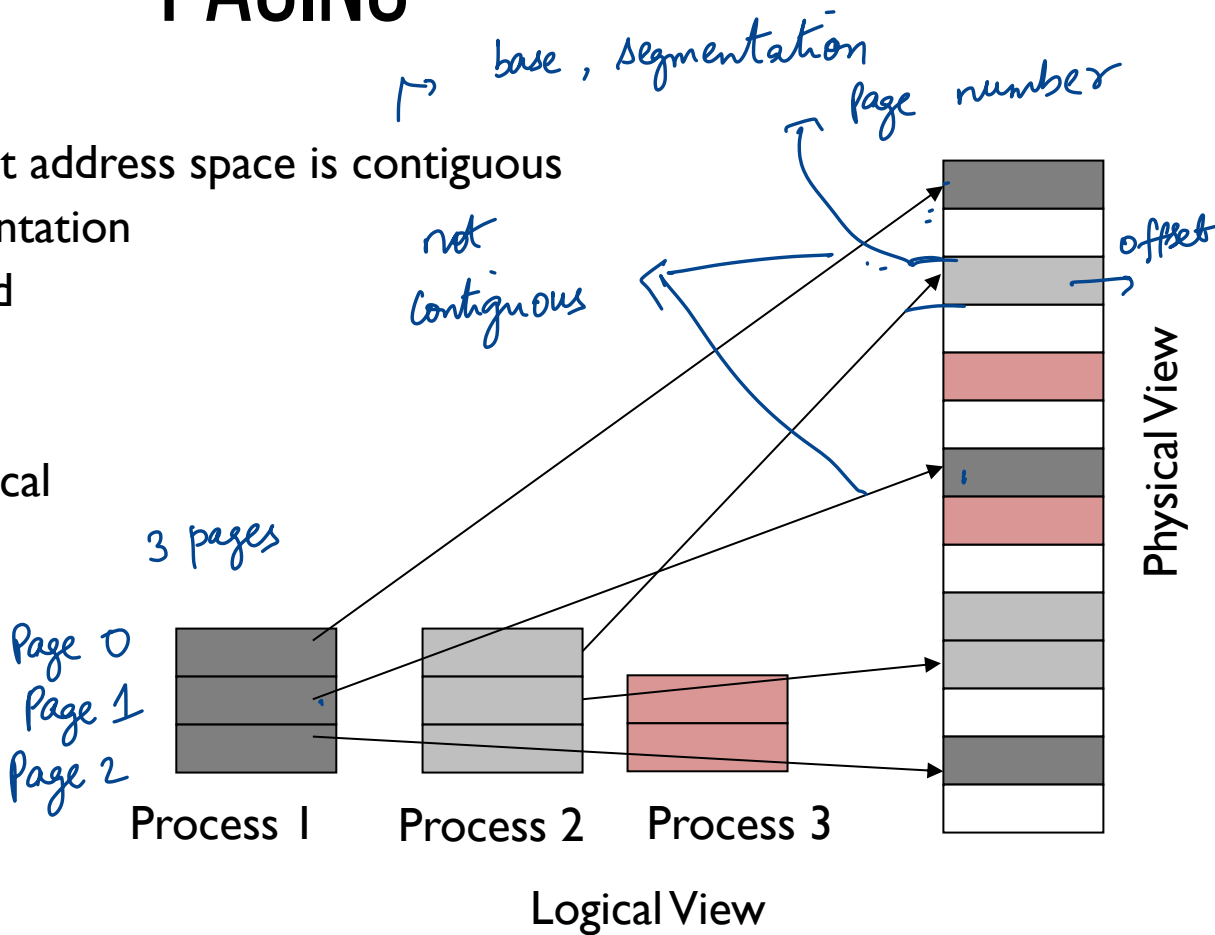 PAGING
base, segmentation
Page number
t address space is contiguous
ntation
d
not
contiguous
offset
cal
3 pages
Page 0
Page 1
Page 2
Physical View
Process 1
Process 2
Process 3
Logical View